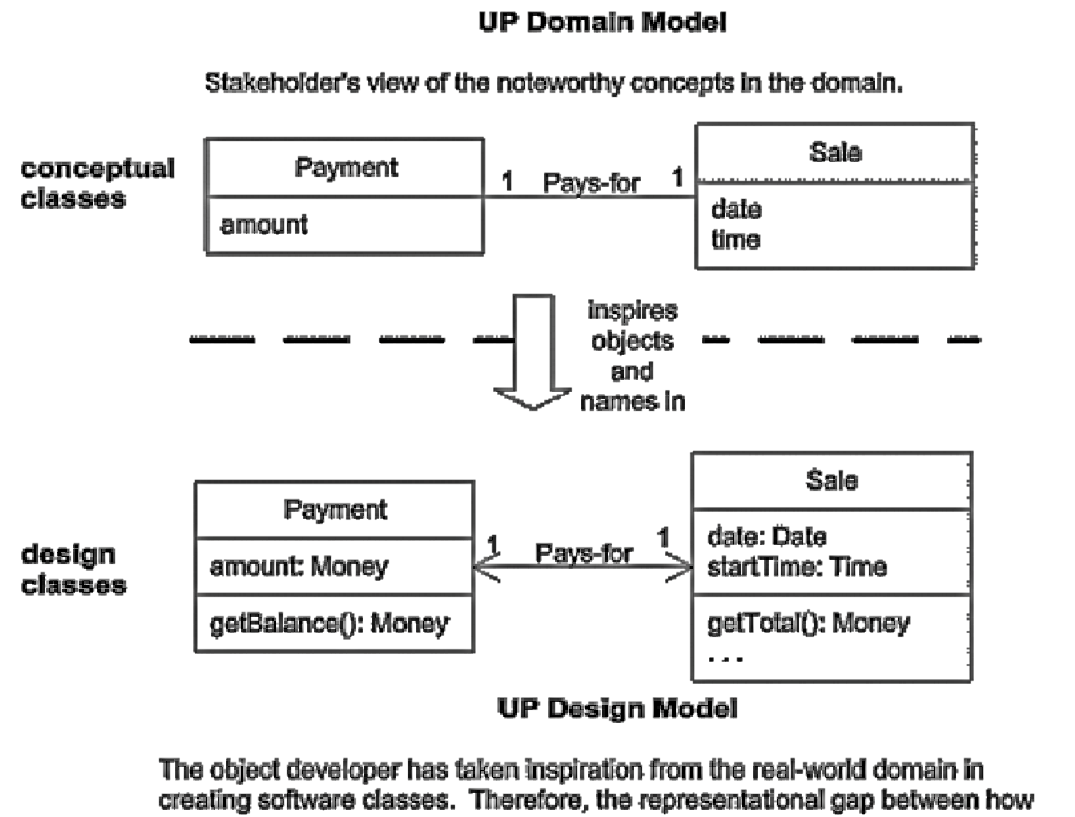 UP Domain Model
Stakeholder's view of the noteworthy concepts in the domain.
conceptual
classes
Payment
amount
1 Pays-for 1
Sale
date
time
inspires
objects
and
names in
design
classes
Payment
amount: Money
getBalance(): Money
1 Pays-for 1
Sale
date: Date
startTime: Time
getTotal(): Money
. . .
UP Design Model
The object developer has taken inspiration from the real-world domain in
creating software classes. Therefore, the representational gap between how